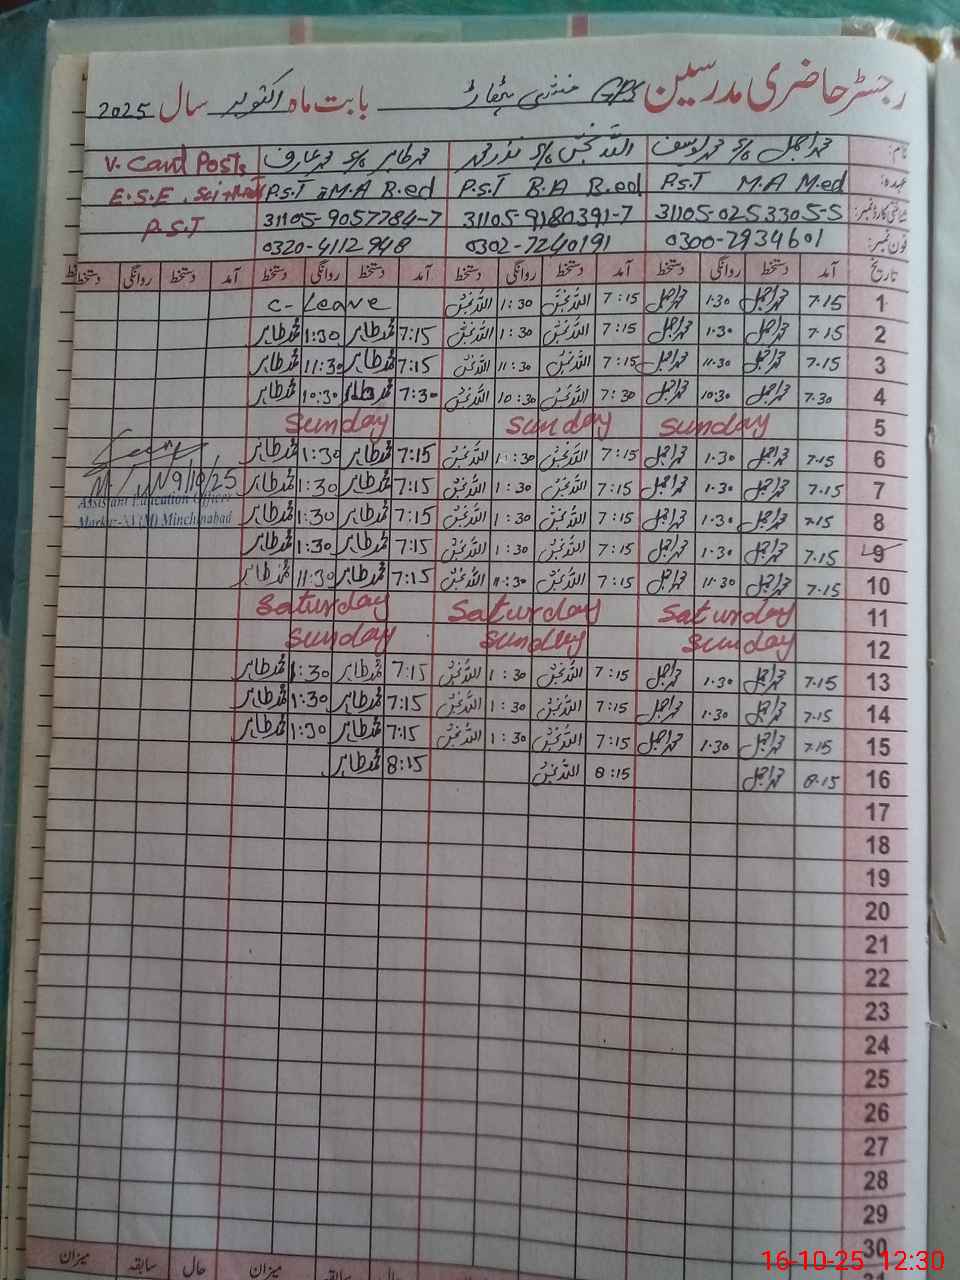 رجسٹر حاضری مدرسین GPS بابت ماہ اکتوبر سال 2025
نام: محمد اجمل S/o محمد یوسف اللہ بخش S/o نذر محمد محمد طاہر S/o محمد عارف V. Cand Posts
عہدہ: P.S.T M.A M.ed P.S.T B.A B.ed P.S.T M.A B.ed E.S.E.
شناختی کارڈ نمبر: 31105-0253305-5 31105-9180391-7 31105-9057784-7 P.S.T
فون نمبر: 0300-7934601 0302-7240191 0320-4112948
تاریخ آمد دستخط روانگی دستخط آمد دستخط روانگی دستخط آمد دستخط روانگی دستخط آمد دستخط روانگی دستخط
1 7.15 محمد اجمل 1.30 محمد اجمل 7:15 اللہ بخش 1:30 اللہ بخش C-Leave
2 7.15 محمد اجمل 1.30 محمد اجمل 7:15 اللہ بخش 1:30 اللہ بخش 7:15 محمد طاہر 1:30 محمد طاہر
3 7.15 محمد اجمل 11.30 محمد اجمل 7:15 اللہ بخش 11:30 اللہ بخش 7:15 محمد طاہر 11:30 محمد طاہر
4 7.30 محمد اجمل 10.30 محمد اجمل 7:30 اللہ بخش 10:30 اللہ بخش 7:30 محمد طاہر 10:30 محمد طاہر
5 Sunday Sunday Sunday
6 7.15 محمد اجمل 1.30 محمد اجمل 7:15 اللہ بخش 1:30 اللہ بخش 7:15 محمد طاہر 1:30 محمد طاہر
7 7.15 محمد اجمل 1.30 محمد اجمل 7:15 اللہ بخش 1:30 اللہ بخش 7:15 محمد طاہر 1:30 محمد طاہر 9/10/25
8 7.15 محمد اجمل 1.30 محمد اجمل 7:15 اللہ بخش 1:30 اللہ بخش 7:15 محمد طاہر 1:30 محمد طاہر
Assistant Education Officer
Markaz (M) Minchinabad
9 7.15 محمد اجمل 1.30 محمد اجمل 7:15 اللہ بخش 1:30 اللہ بخش 7:15 محمد طاہر 1:30 محمد طاہر
10 7.15 محمد اجمل 11.30 محمد اجمل 7:15 اللہ بخش 11:30 اللہ بخش 7:15 محمد طاہر 11:30 محمد طاہر
11 Saturday Saturday Saturday
12 Sunday Sunday Sunday
13 7.15 محمد اجمل 1.30 محمد اجمل 7:15 اللہ بخش 1:30 اللہ بخش 7:15 محمد طاہر 1:30 محمد طاہر
14 7.15 محمد اجمل 1.30 محمد اجمل 7:15 اللہ بخش 1:30 اللہ بخش 7:15 محمد طاہر 1:30 محمد طاہر
15 7.15 محمد اجمل 1.30 محمد اجمل 7:15 اللہ بخش 1:30 اللہ بخش 7:15 محمد طاہر 1:30 محمد طاہر
16 8.15 محمد اجمل 8:15 اللہ بخش 8:15 محمد طاہر
17
18
19
20
21
22
23
24
25
26
27
28
29
30
میزان حال سابقہ میزان
16-10-25 12:30